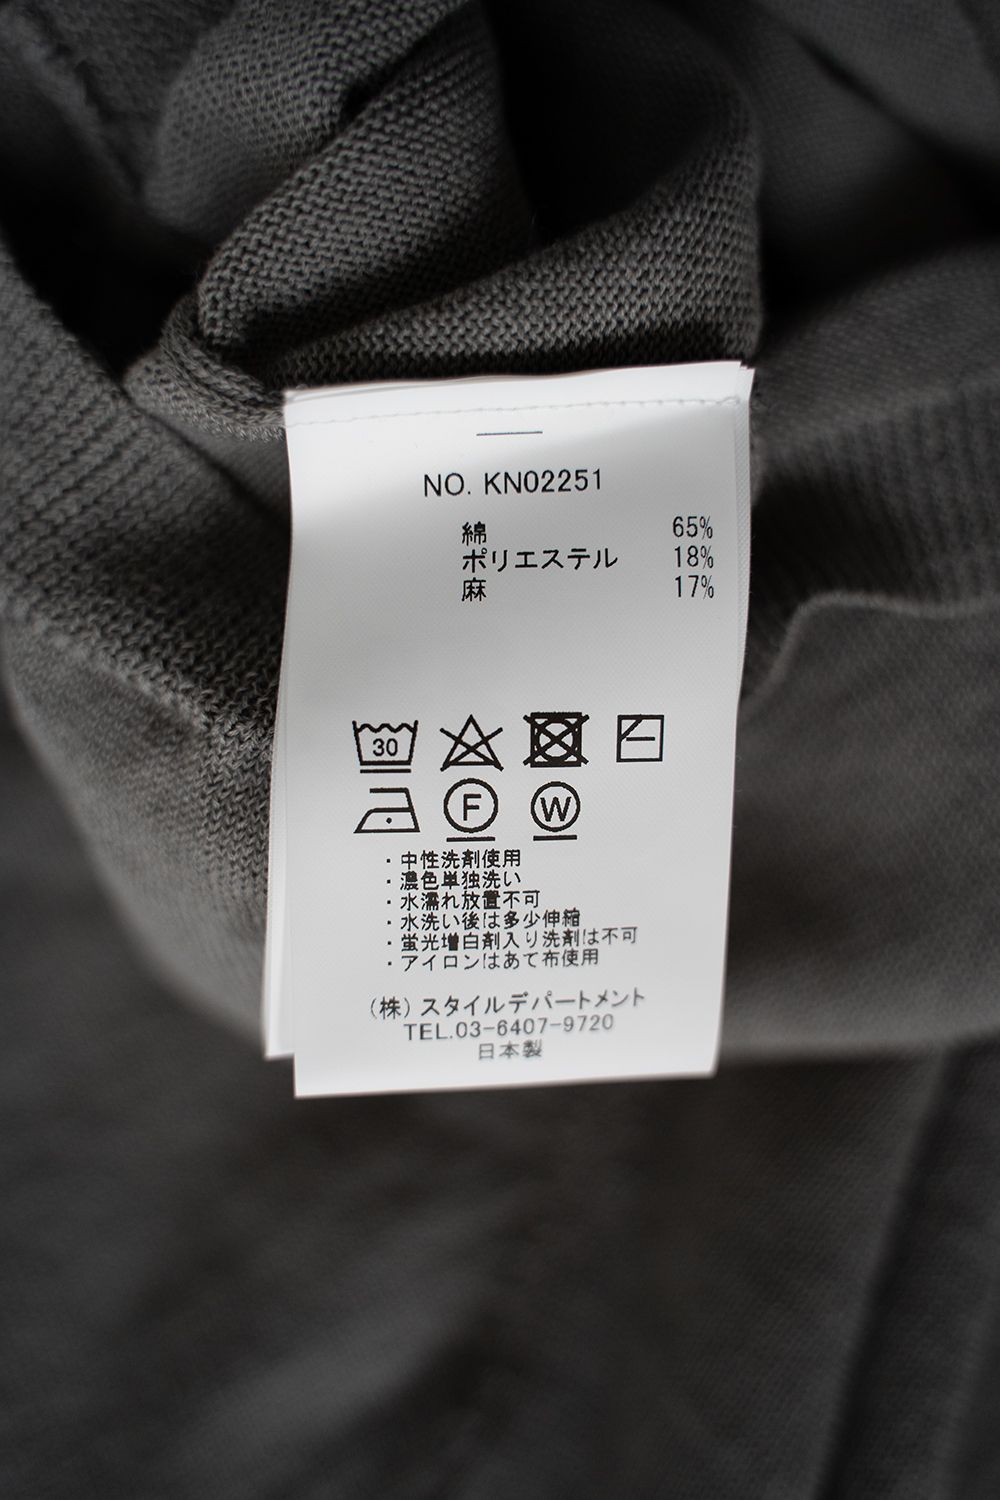 NO. KN02251
綿 65%
ポリエステル 18%
麻 17%
30
F W
・中性洗剤使用
・濃色単独洗い
・水濡れ放置不可
・水洗い後は多少伸縮
・蛍光増白剤入り洗剤は不可
・アイロンはあて布使用
(株)スタイルデパートメント
TEL.03-6407-9720
日本製